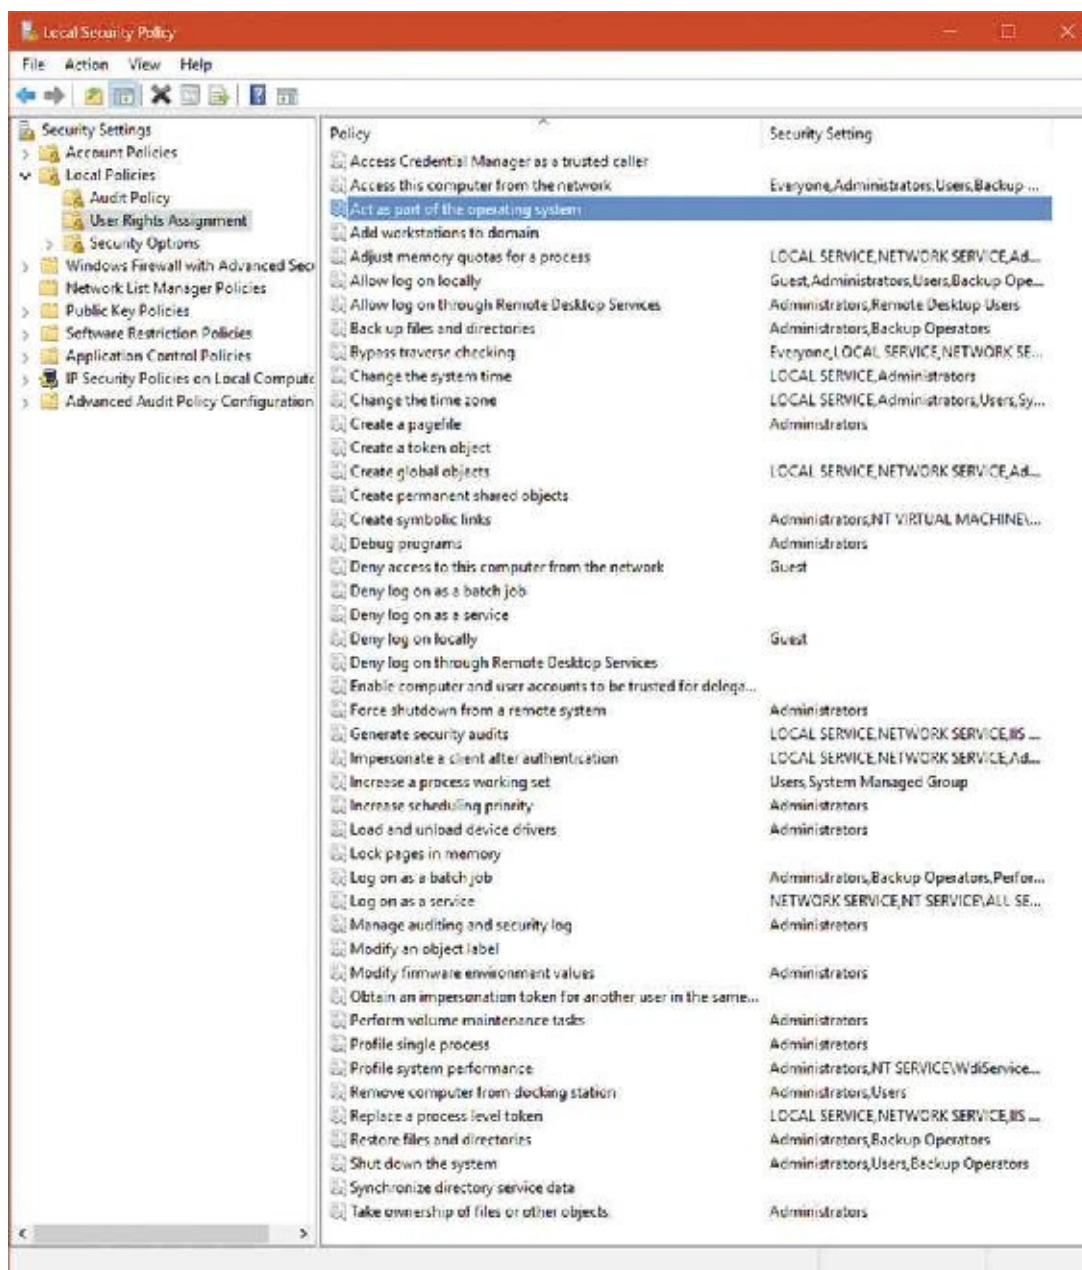 Local Security Policy
File Action View Help
Security Settings
Account Policies
Local Policies
Audit Policy
User Rights Assignment
Security Options
Windows Firewall with Advanced Secu
Network List Manager Policies
Public Key Policies
Software Restriction Policies
Application Control Policies
IP Security Policies on Local Compute
Advanced Audit Policy Configuration
Policy Security Setting
Access Credential Manager as a trusted caller
Access this computer from the network Everyone,Administrators,Users,Backup ...
Act as part of the operating system
Add workstations to domain
Adjust memory quotas for a process LOCAL SERVICE,NETWORK SERVICE,Ad...
Allow log on locally Guest,Administrators,Users,Backup Ope...
Allow log on through Remote Desktop Services Administrators,Remote Desktop Users
Back up files and directories Administrators,Backup Operators
Bypass traverse checking Everyone,LOCAL SERVICE,NETWORK SE...
Change the system time LOCAL SERVICE,Administrators
Change the time zone LOCAL SERVICE,Administrators,Users,Sy...
Create a pagefile Administrators
Create a token object
Create global objects LOCAL SERVICE,NETWORK SERVICE,Ad...
Create permanent shared objects
Create symbolic links Administrators,NT VIRTUAL MACHINE\...
Debug programs Administrators
Deny access to this computer from the network Guest
Deny log on as a batch job
Deny log on as a service
Deny log on locally Guest
Deny log on through Remote Desktop Services
Enable computer and user accounts to be trusted for delega...
Force shutdown from a remote system Administrators
Generate security audits LOCAL SERVICE,NETWORK SERVICE,IIS ...
Impersonate a client after authentication LOCAL SERVICE,NETWORK SERVICE,Ad...
Increase a process working set Users,System Managed Group
Increase scheduling priority Administrators
Load and unload device drivers Administrators
Lock pages in memory
Log on as a batch job Administrators,Backup Operators,Perfor...
Log on as a service NETWORK SERVICE,NT SERVICE\ALL SE...
Manage auditing and security log Administrators
Modify an object label
Modify firmware environment values Administrators
Obtain an impersonation token for another user in the same...
Perform volume maintenance tasks Administrators
Profile single process Administrators
Profile system performance Administrators,NT SERVICE\WdiService...
Remove computer from docking station Administrators,Users
Replace a process level token LOCAL SERVICE,NETWORK SERVICE,IIS ...
Restore files and directories Administrators,Backup Operators
Shut down the system Administrators,Users,Backup Operators
Synchronize directory service data
Take ownership of files or other objects Administrators